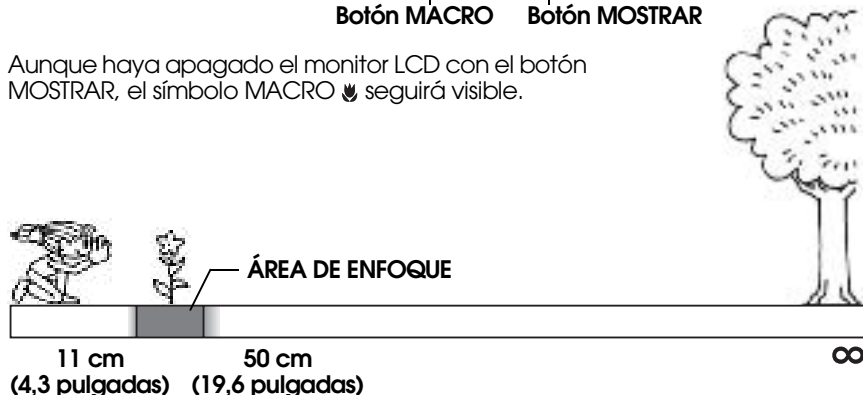 Botón MACRO Botón MOSTRAR
Aunque haya apagado el monitor LCD con el botón
MOSTRAR, el símbolo MACRO seguirá visible.
ÁREA DE ENFOQUE
11 cm 50 cm ∞
(4,3 pulgadas) (19,6 pulgadas)